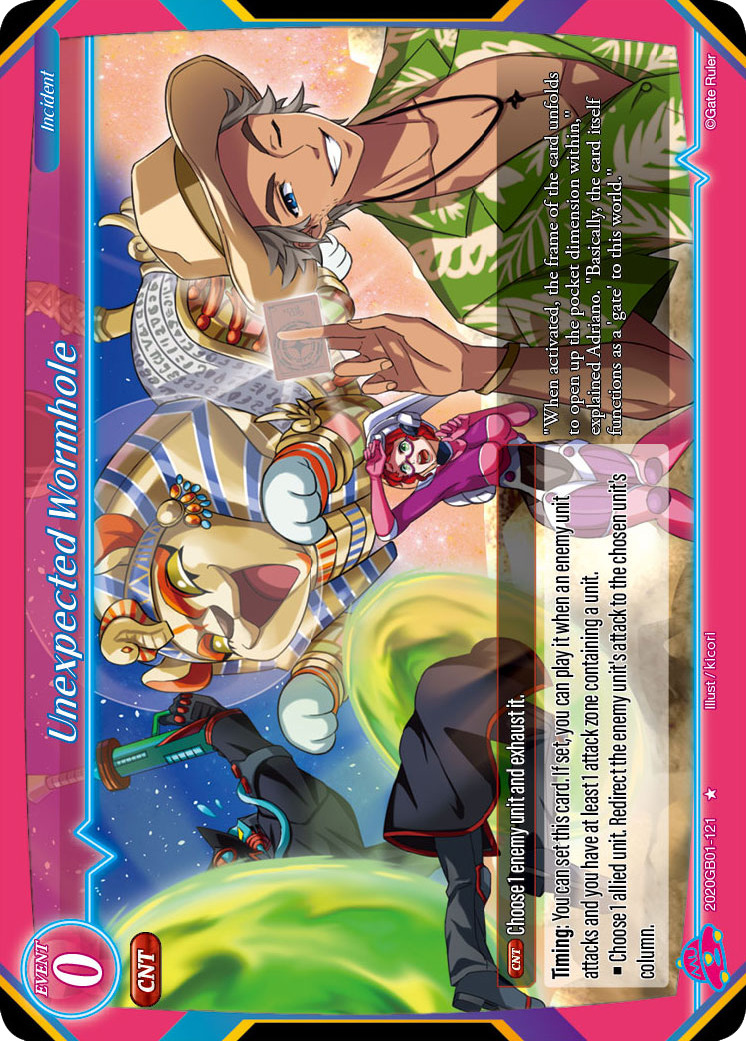 EVENT
0
Unexpected Wormhole
Incident
CNT
CNT Choose 1 enemy unit and exhaust it.
Timing: You can set this card. If set, you can play it when an enemy unit
attacks and you have at least 1 attack zone containing a unit.
▪ Choose 1 allied unit. Redirect the enemy unit's attack to the chosen unit's
column.
"When activated, the frame of the card unfolds
to open up the pocket dimension within,"
explained Adriano. "Basically, the card itself
functions as a 'gate' to this world."
2020GB01-121 ★
Illust / kIcorI
©Gate Ruler